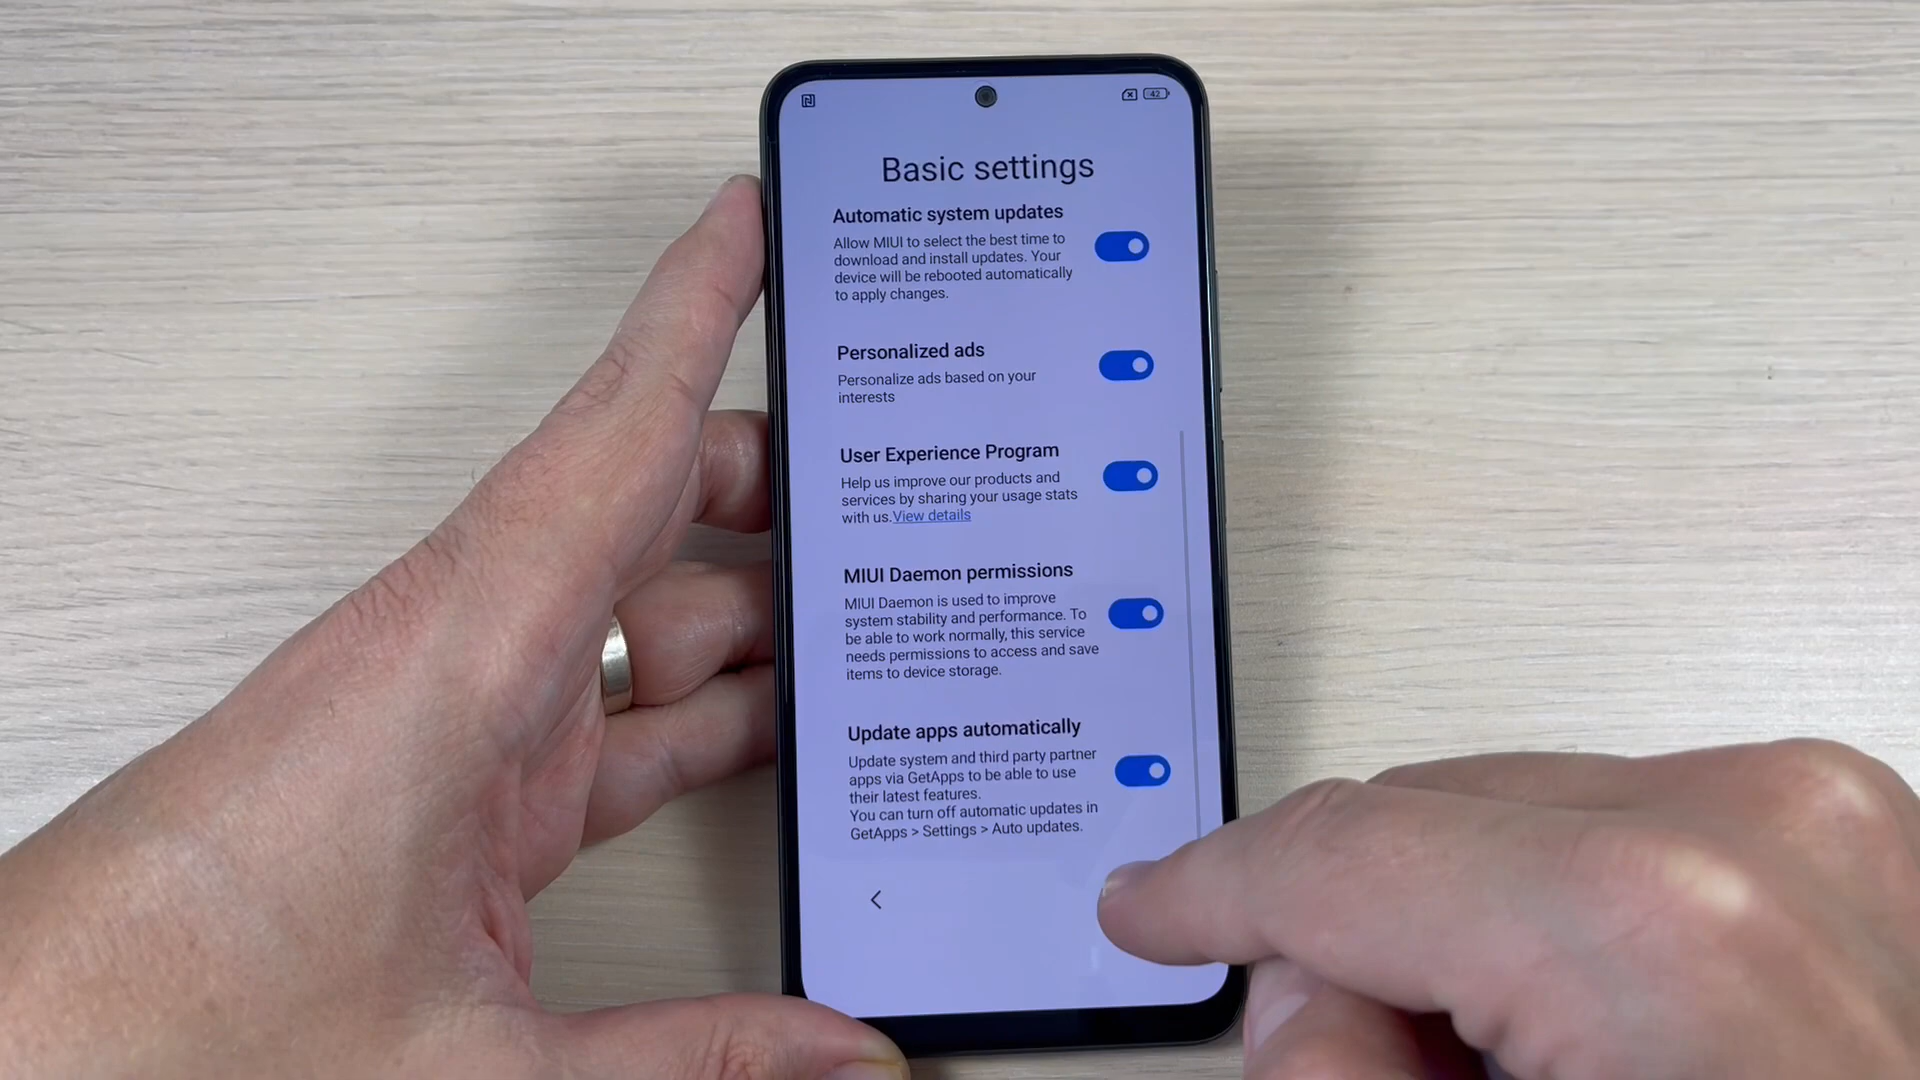 42
Basic settings
Automatic system updates
Allow MIUI to select the best time to
download and install updates. Your
device will be rebooted automatically
to apply changes.
Personalized ads
Personalize ads based on your
interests
User Experience Program
Help us improve our products and
services by sharing your usage stats
with us.View details
MIUI Daemon permissions
MIUI Daemon is used to improve
system stability and performance. To
be able to work normally, this service
needs permissions to access and save
items to device storage.
Update apps automatically
Update system and third party partner
apps via GetApps to be able to use
their latest features.
You can turn off automatic updates in
GetApps > Settings > Auto updates.